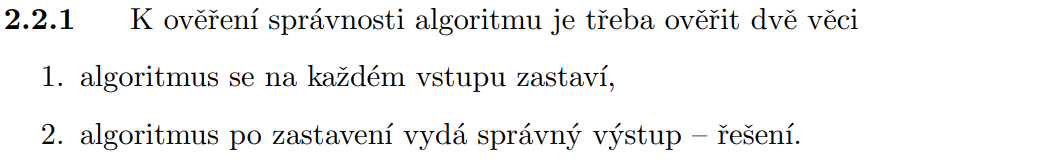 2.2.1 K ověření správnosti algoritmu je třeba ověřit dvě věci
1. algoritmus se na každém vstupu zastaví,
2. algoritmus po zastavení vydá správný výstup – řešení.